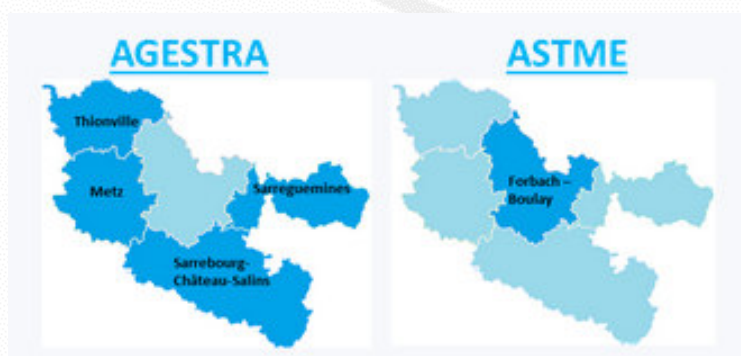 AGESTRA
Thionville
Metz
Sarreguemines
Sarrebourg-
Château-Salins
ASTME
Forbach –
Boulay